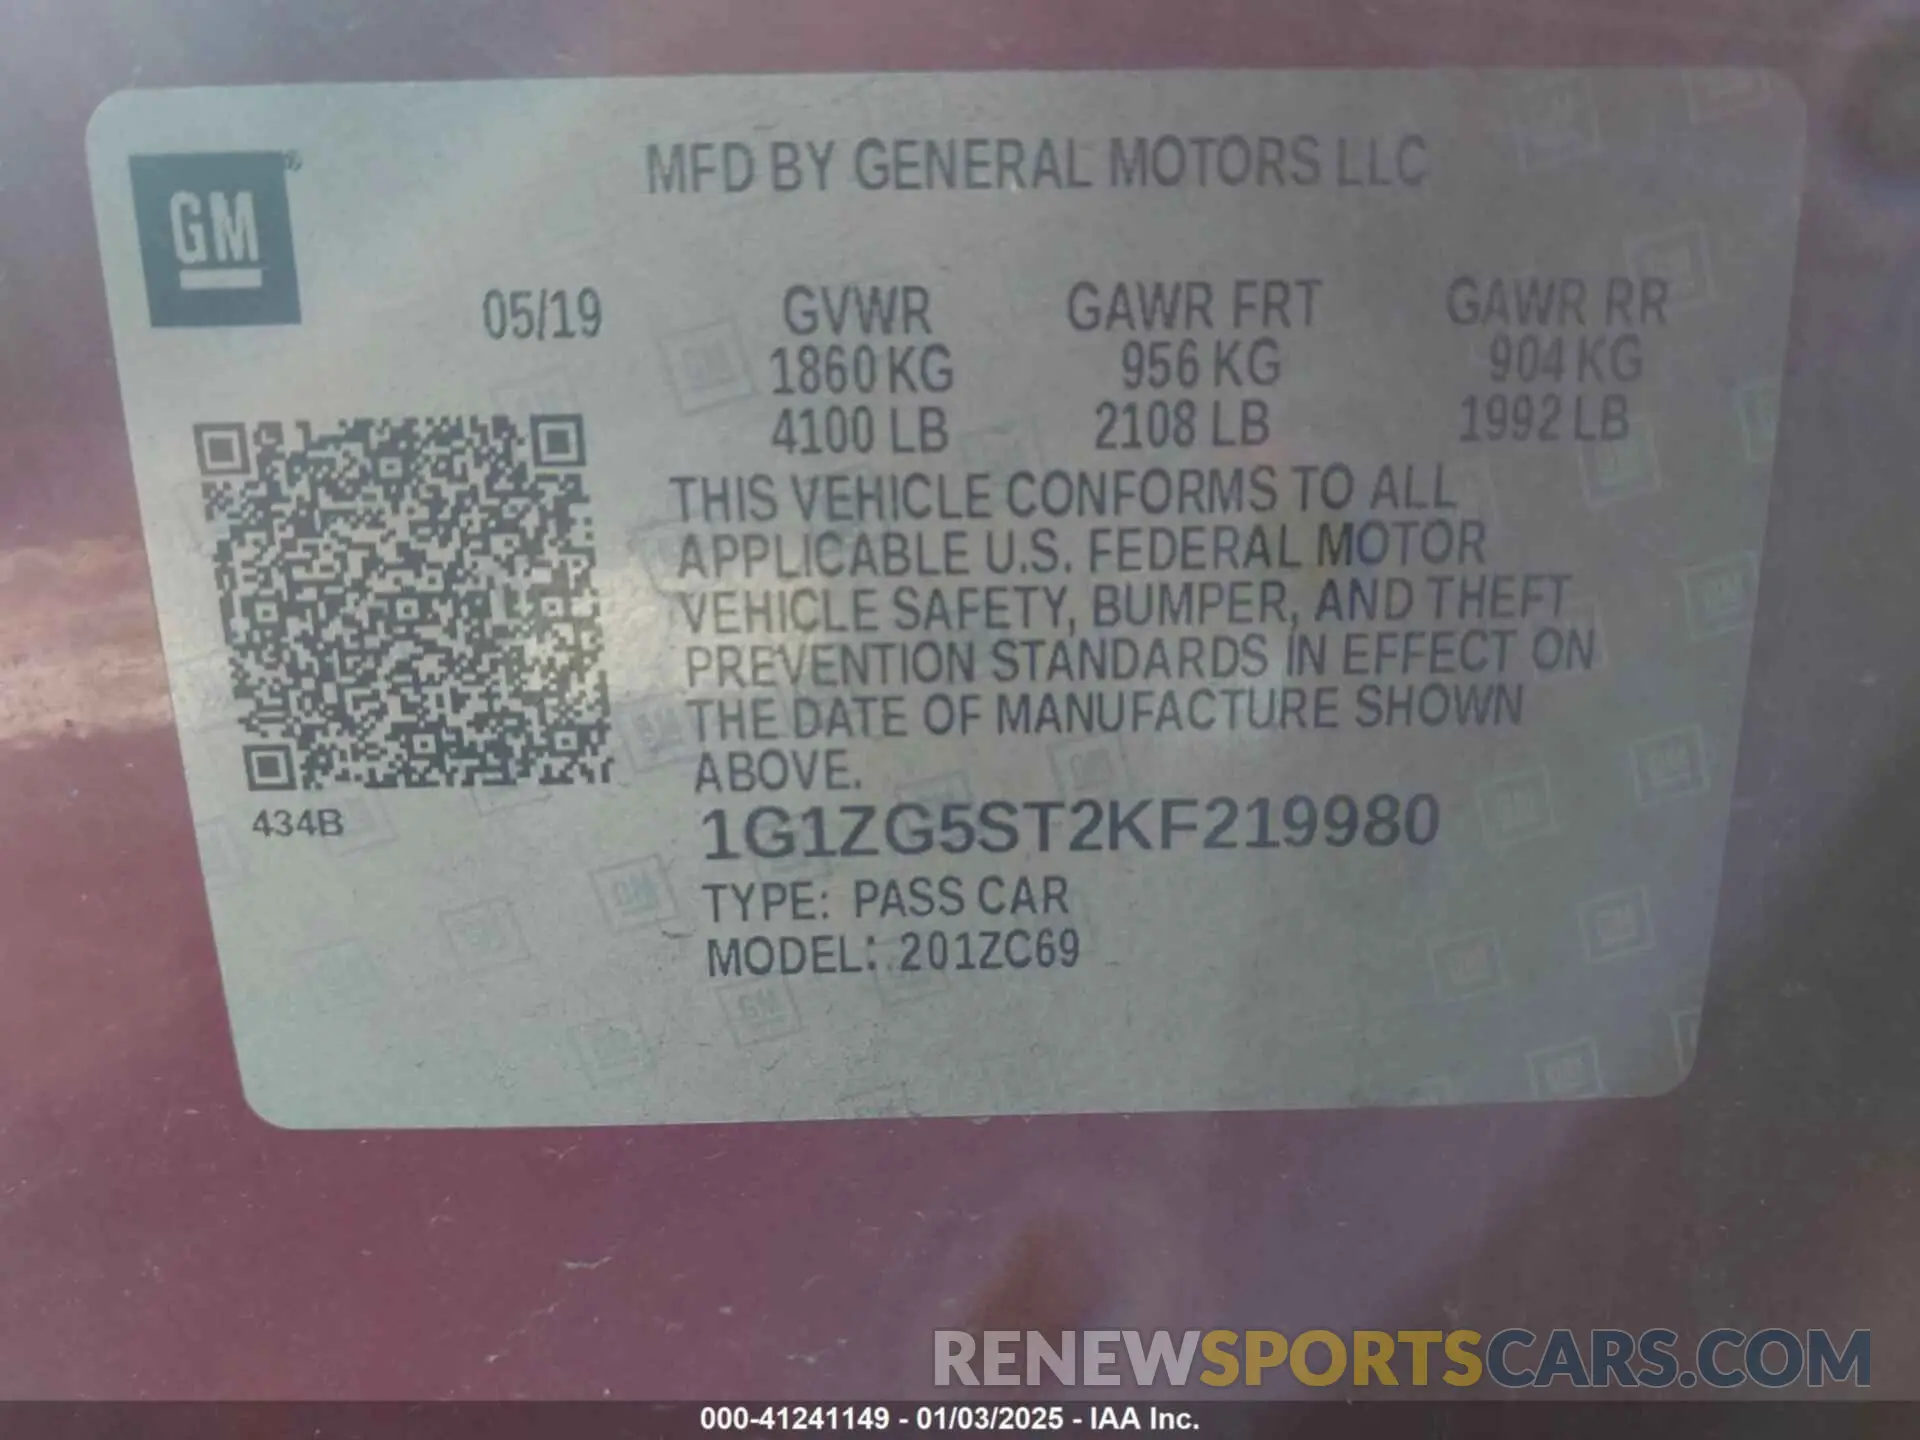 GM®
MFD BY GENERAL MOTORS LLC
05/19 GVWR GAWR FRT GAWR RR
1860 KG 956 KG 904 KG
4100 LB 2108 LB 1992 LB
THIS VEHICLE CONFORMS TO ALL
APPLICABLE U.S. FEDERAL MOTOR
VEHICLE SAFETY, BUMPER, AND THEFT
PREVENTION STANDARDS IN EFFECT ON
THE DATE OF MANUFACTURE SHOWN
ABOVE.
434B
1G1ZG5ST2KF219980
TYPE: PASS CAR
MODEL: 201ZC69
RENEWSPORTSCARS.COM
000-41241149 - 01/03/2025 - IAA Inc.